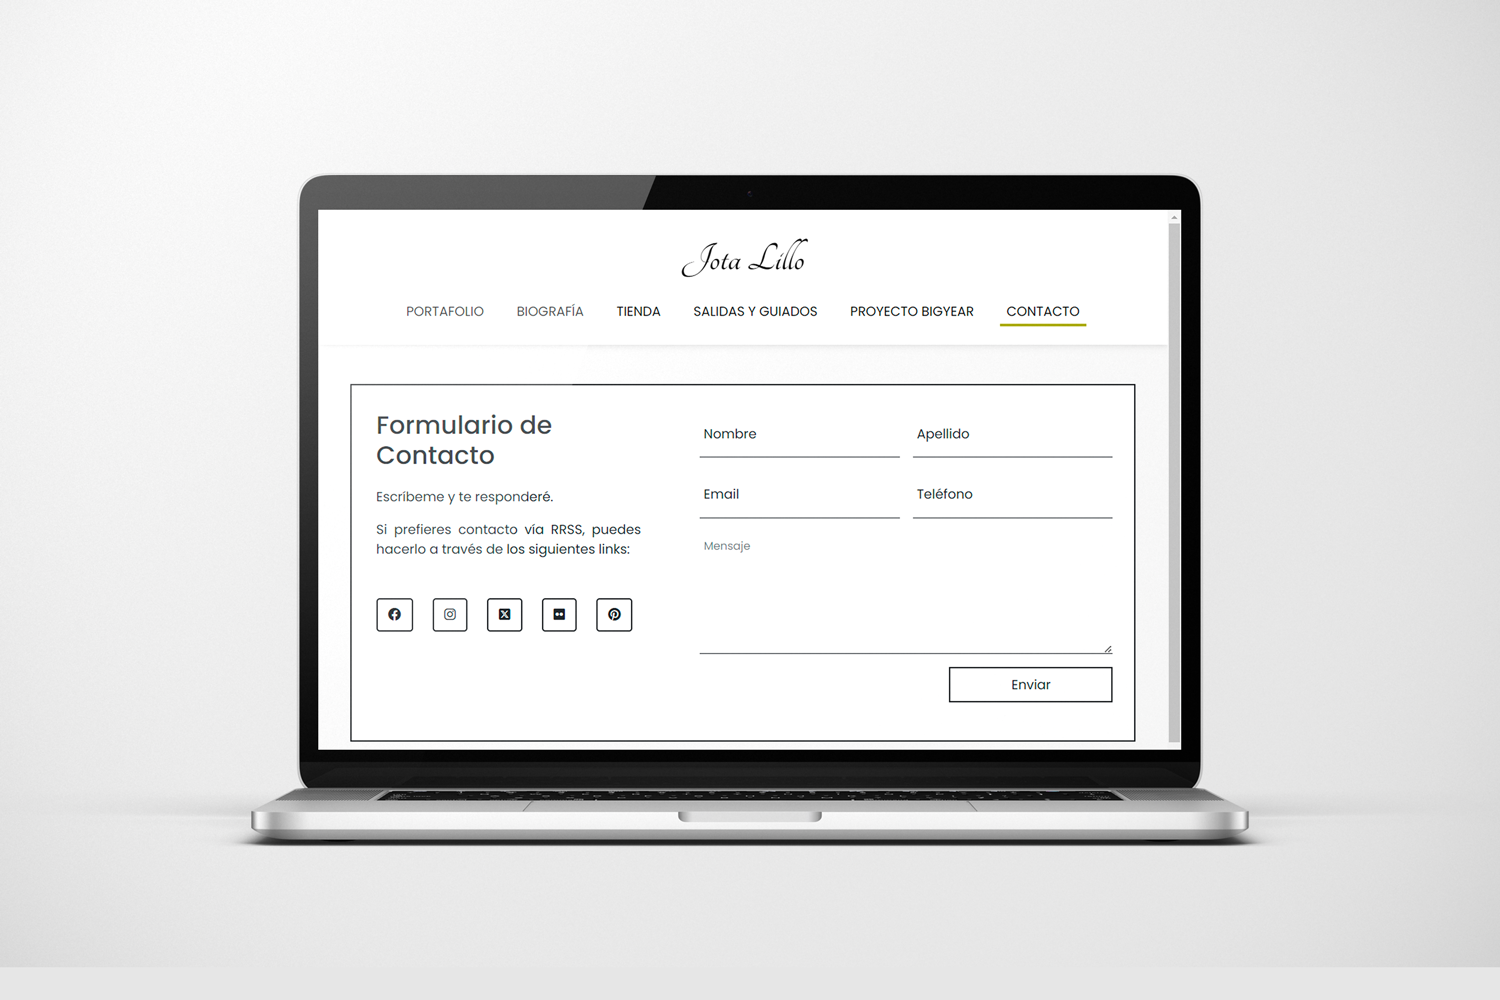 Jota Lillo
PORTAFOLIO BIOGRAFÍA TIENDA SALIDAS Y GUIADOS PROYECTO BIGYEAR CONTACTO
Formulario de
Contacto
Escríbeme y te responderé.
Si prefieres contacto vía RRSS, puedes
hacerlo a través de los siguientes links:
Nombre Apellido
Email Teléfono
Mensaje
Enviar